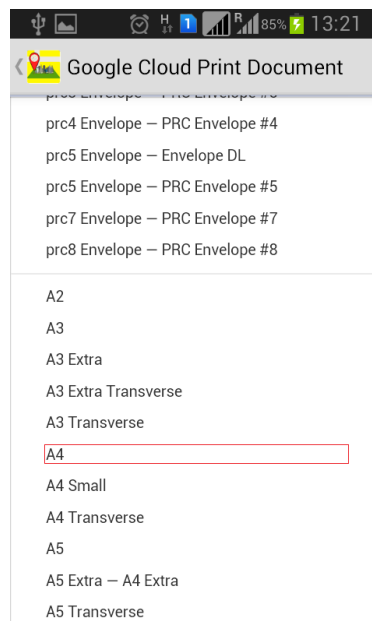 H R 85% 13:21
1
Google Cloud Print Document
prc4 Envelope — PRC Envelope #4
prc5 Envelope — Envelope DL
prc5 Envelope — PRC Envelope #5
prc7 Envelope — PRC Envelope #7
prc8 Envelope — PRC Envelope #8
A2
A3
A3 Extra
A3 Extra Transverse
A3 Transverse
A4
A4 Small
A4 Transverse
A5
A5 Extra — A4 Extra
A5 Transverse